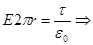 E2πr = τ/ε₀ ⇒